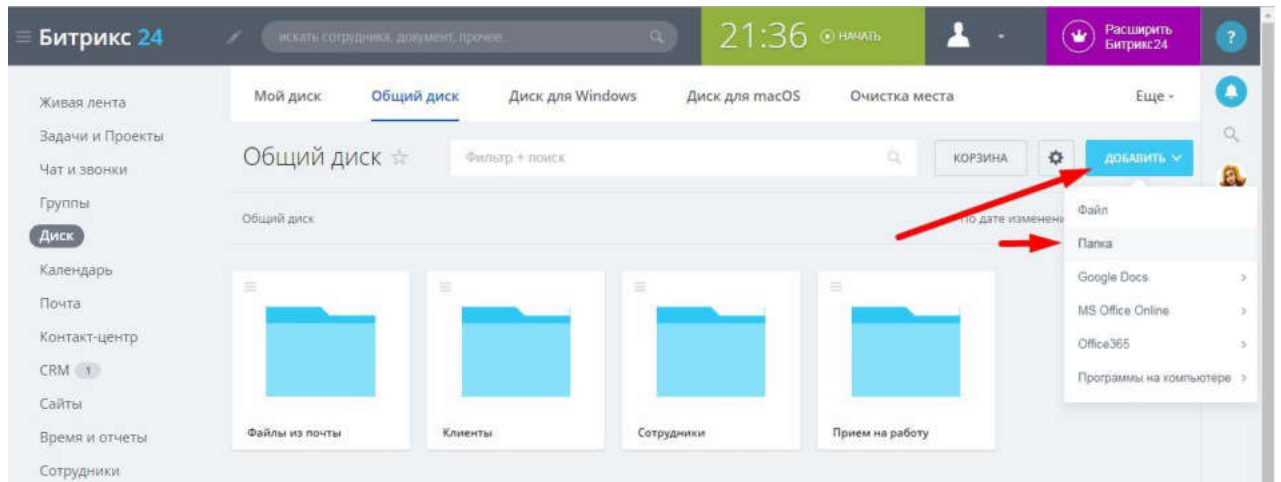 Битрикс 24
искать сотрудника, документ, прочее...
21:36 НАЧАТЬ
Расширить
Битрикс24
?
Живая лента
Задачи и Проекты
Чат и звонки
Группы
Диск
Календарь
Почта
Контакт-центр
CRM 1
Сайты
Время и отчеты
Сотрудники
Мой диск Общий диск Диск для Windows Диск для macOS Очистка места Еще
Общий диск
Фильтр + поиск
КОРЗИНА
ДОБАВИТЬ
Общий диск
По дате изменени
Файл
Папка
Google Docs
MS Office Online
Office365
Программы на компьютере
Файлы из почты
Клиенты
Сотрудники
Прием на работу